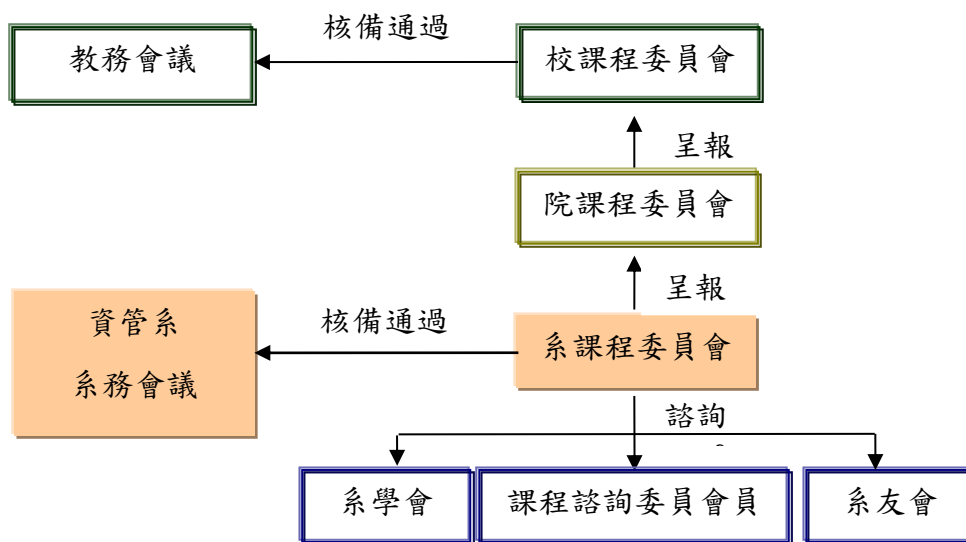 核備通過
教務會議
校課程委員會
呈報
院課程委員會
呈報
資管系
系務會議
核備通過
系課程委員會
諮詢
系學會
課程諮詢委員會員
系友會